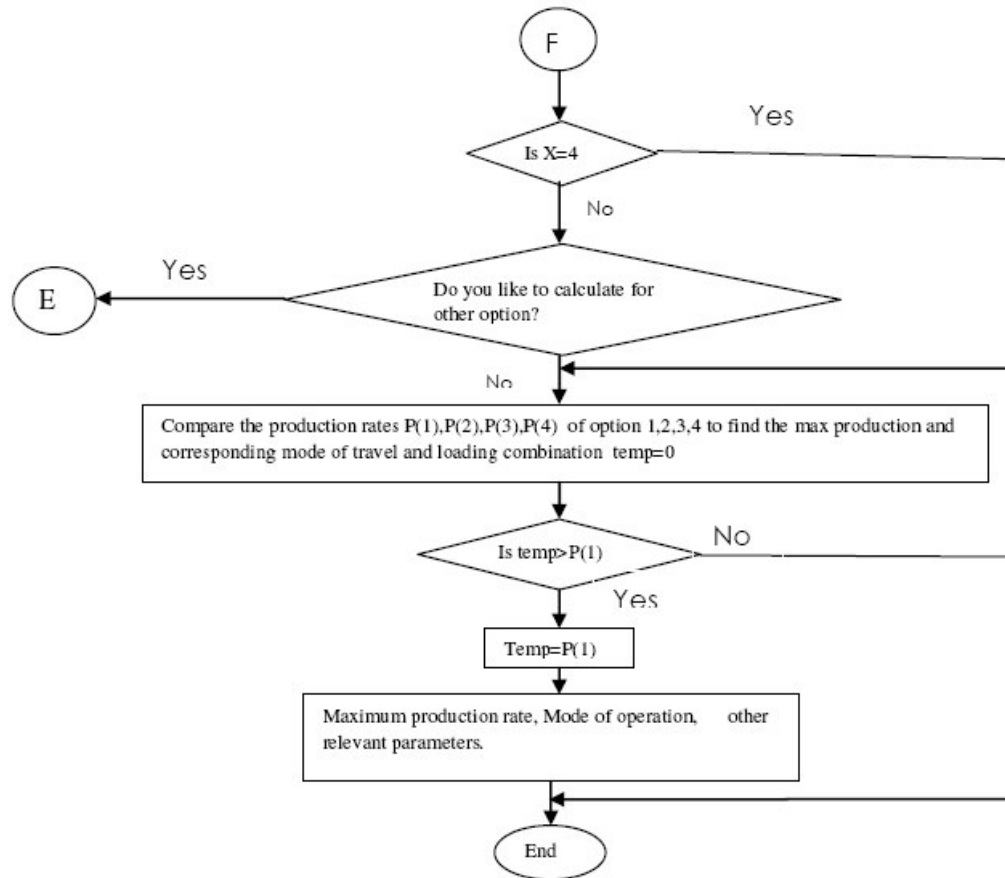 F
Yes
Is X=4
No
Yes
E
Do you like to calculate for
other option?
No
Compare the production rates P(1),P(2),P(3),P(4) of option 1,2,3,4 to find the max production and
corresponding mode of travel and loading combination temp=0
Is temp>P(1)
No
Yes
Temp=P(1)
Maximum production rate, Mode of operation, other
relevant parameters.
End